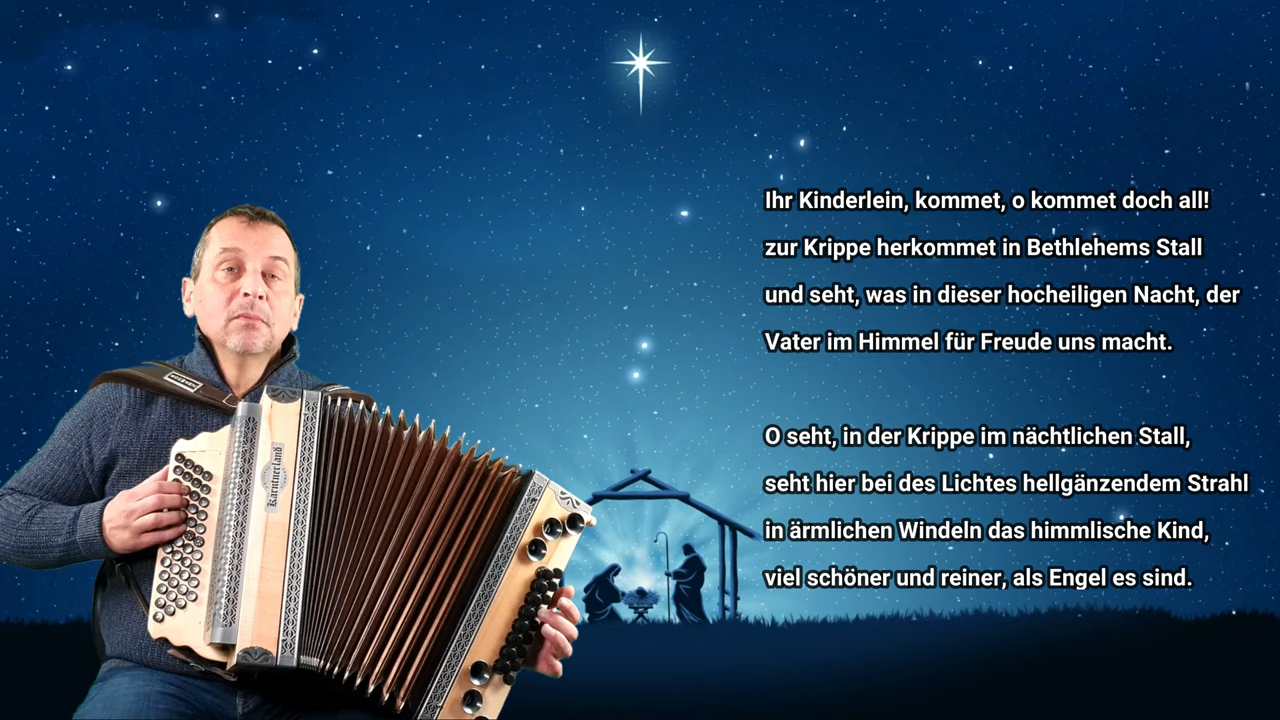 Kärntnerland
Ihr Kinderlein, kommet, o kommet doch all!
zur Krippe herkommet in Bethlehems Stall
und seht, was in dieser hocheiligen Nacht, der
Vater im Himmel für Freude uns macht.
O seht, in der Krippe im nächtlichen Stall,
seht hier bei des Lichtes hellgänzendem Strahl
in ärmlichen Windeln das himmlische Kind,
viel schöner und reiner, als Engel es sind.